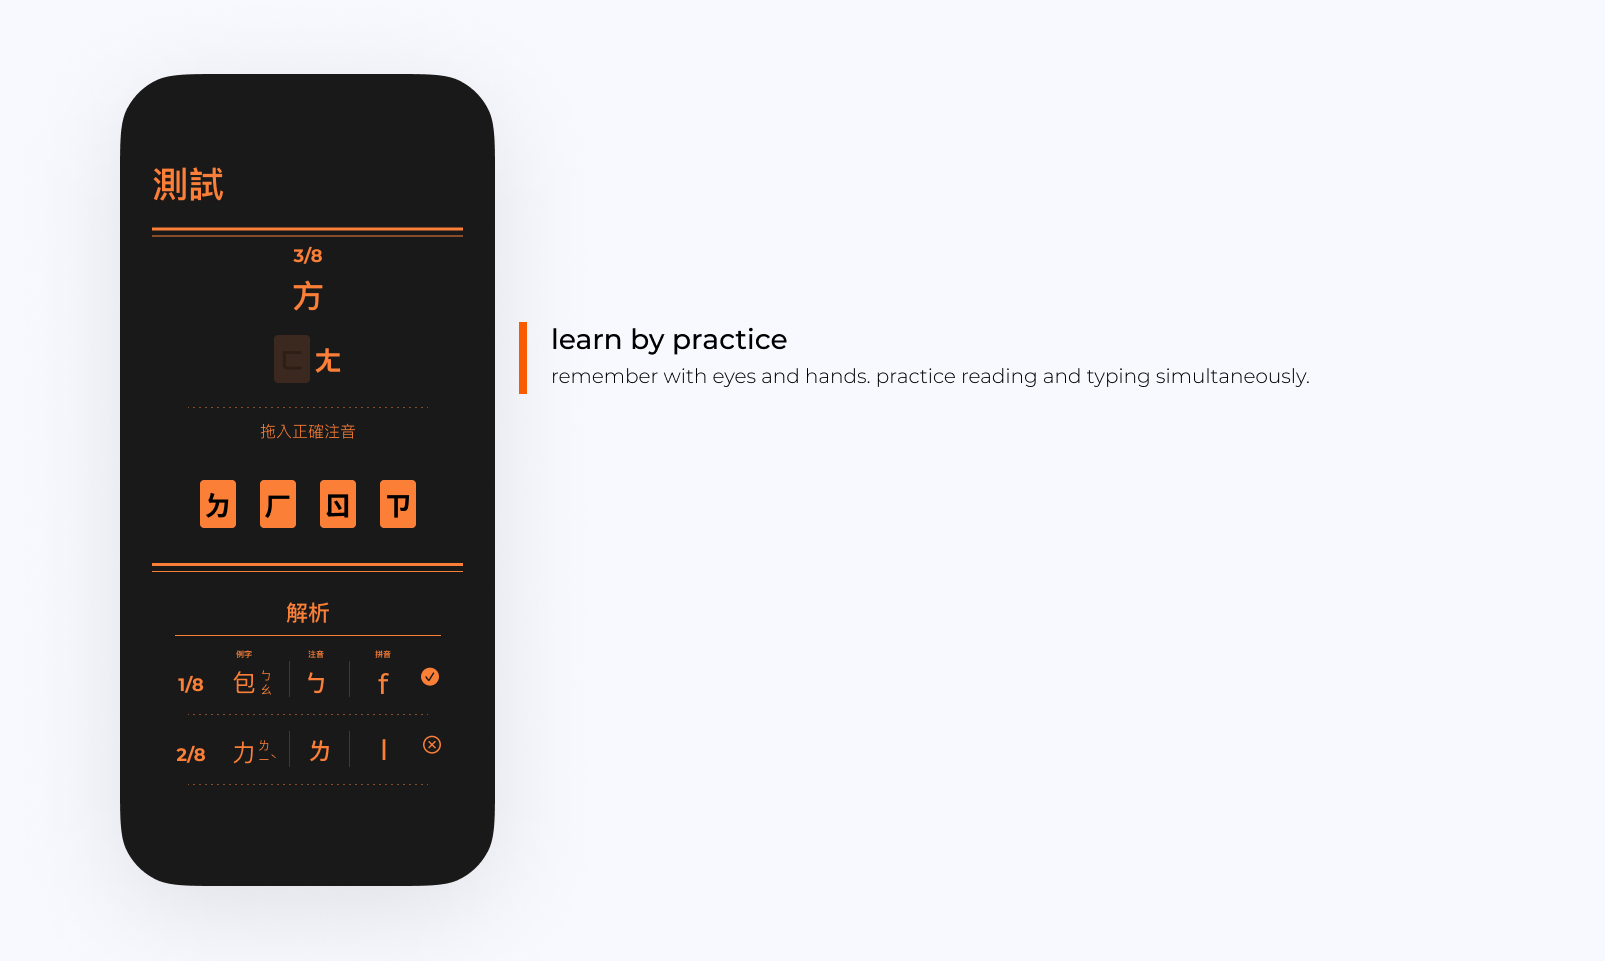 測試
3/8
方
ㄈㄤ
拖入正確注音
ㄌ ㄏ ㄖ ㄗ
解析
例字 注音 拼音
1/8 包 ㄅㄠ ㄅ f
2/8 力 ㄌㄧˋ ㄌ l
learn by practice
remember with eyes and hands. practice reading and typing simultaneously.